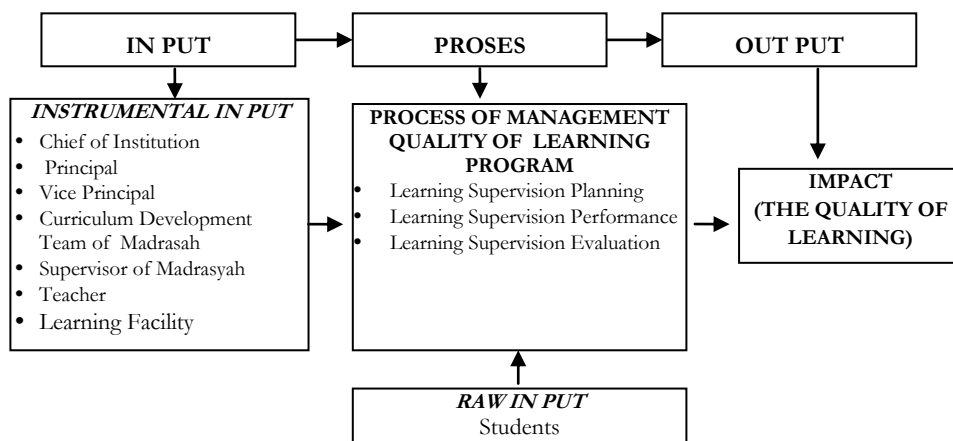 IN PUT
PROSES
OUT PUT
INSTRUMENTAL IN PUT
• Chief of Institution
• Principal
• Vice Principal
• Curriculum Development
Team of Madrasah
• Supervisor of Madrasyah
• Teacher
• Learning Facility
PROCESS OF MANAGEMENT
QUALITY OF LEARNING
PROGRAM
• Learning Supervision Planning
• Learning Supervision Performance
• Learning Supervision Evaluation
IMPACT
(THE QUALITY OF
LEARNING)
RAW IN PUT
Students